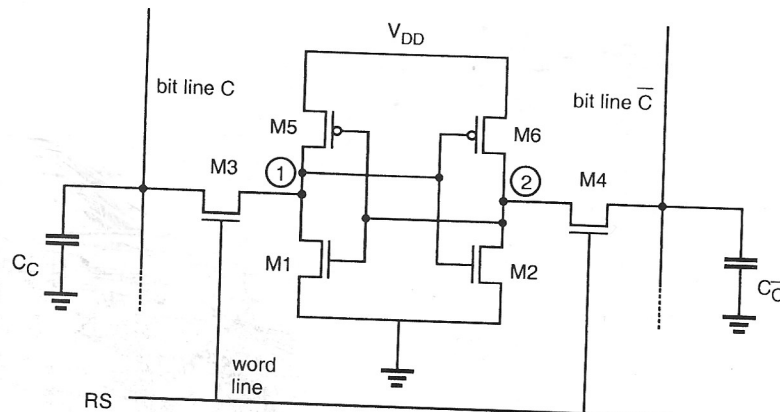 V_DD
bit line C
bit line C̅
M5
M6
M3
1
2
M4
C_C
M1
M2
C_C̅
word
line
RS